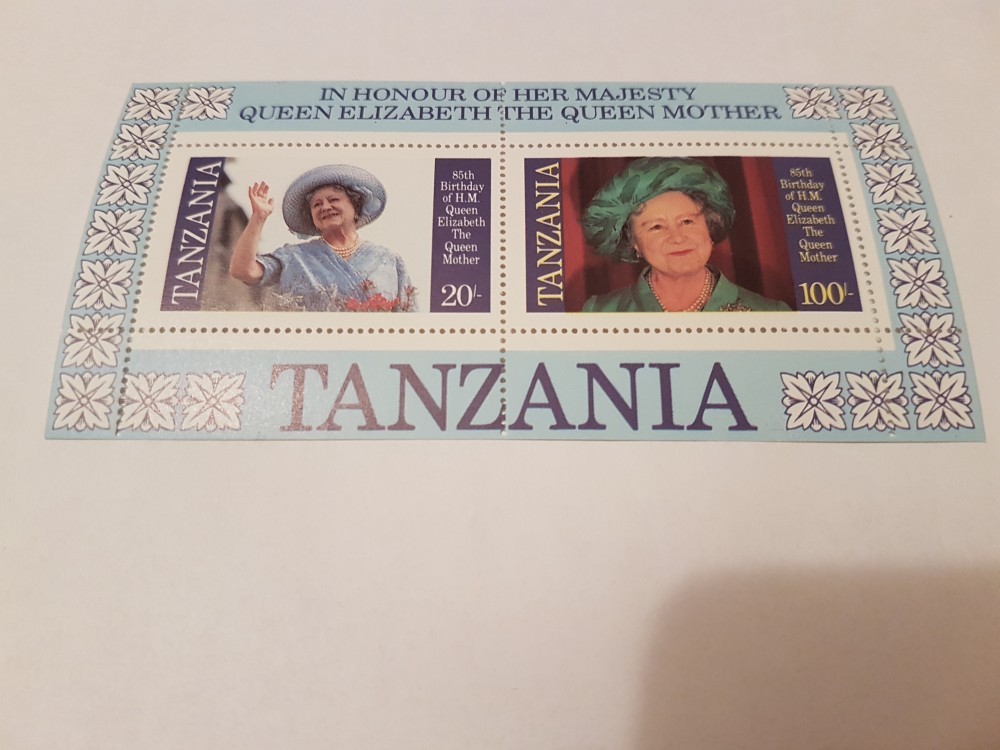 IN HONOUR OF HER MAJESTY
QUEEN ELIZABETH THE QUEEN MOTHER
TANZANIA
85th
Birthday
of H.M.
Queen
Elizabeth
The
Queen
Mother
20/-
TANZANIA
85th
Birthday
of H.M.
Queen
Elizabeth
The
Queen
Mother
100/-
TANZANIA